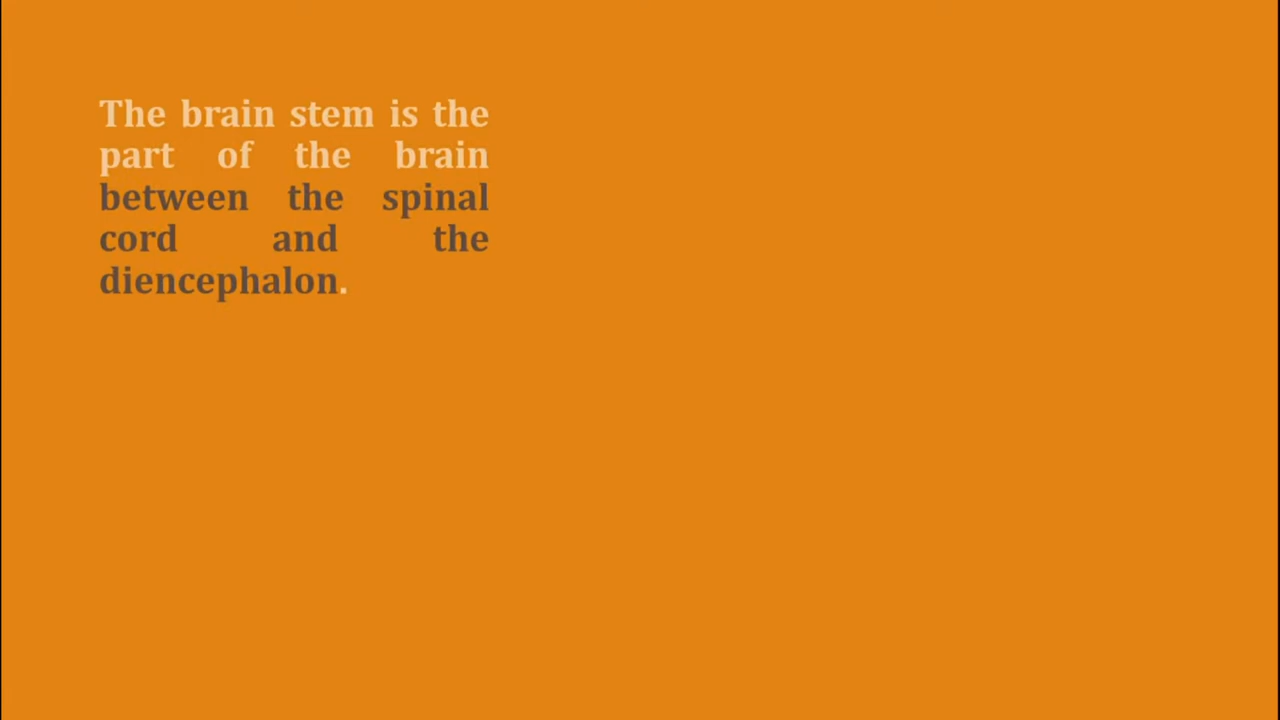 The brain stem is the
part of the brain
between the spinal
cord and the
diencephalon.